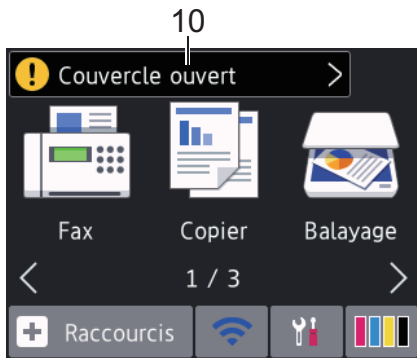 10
Couvercle ouvert
Fax Copier Balayage
1 / 3
Raccourcis